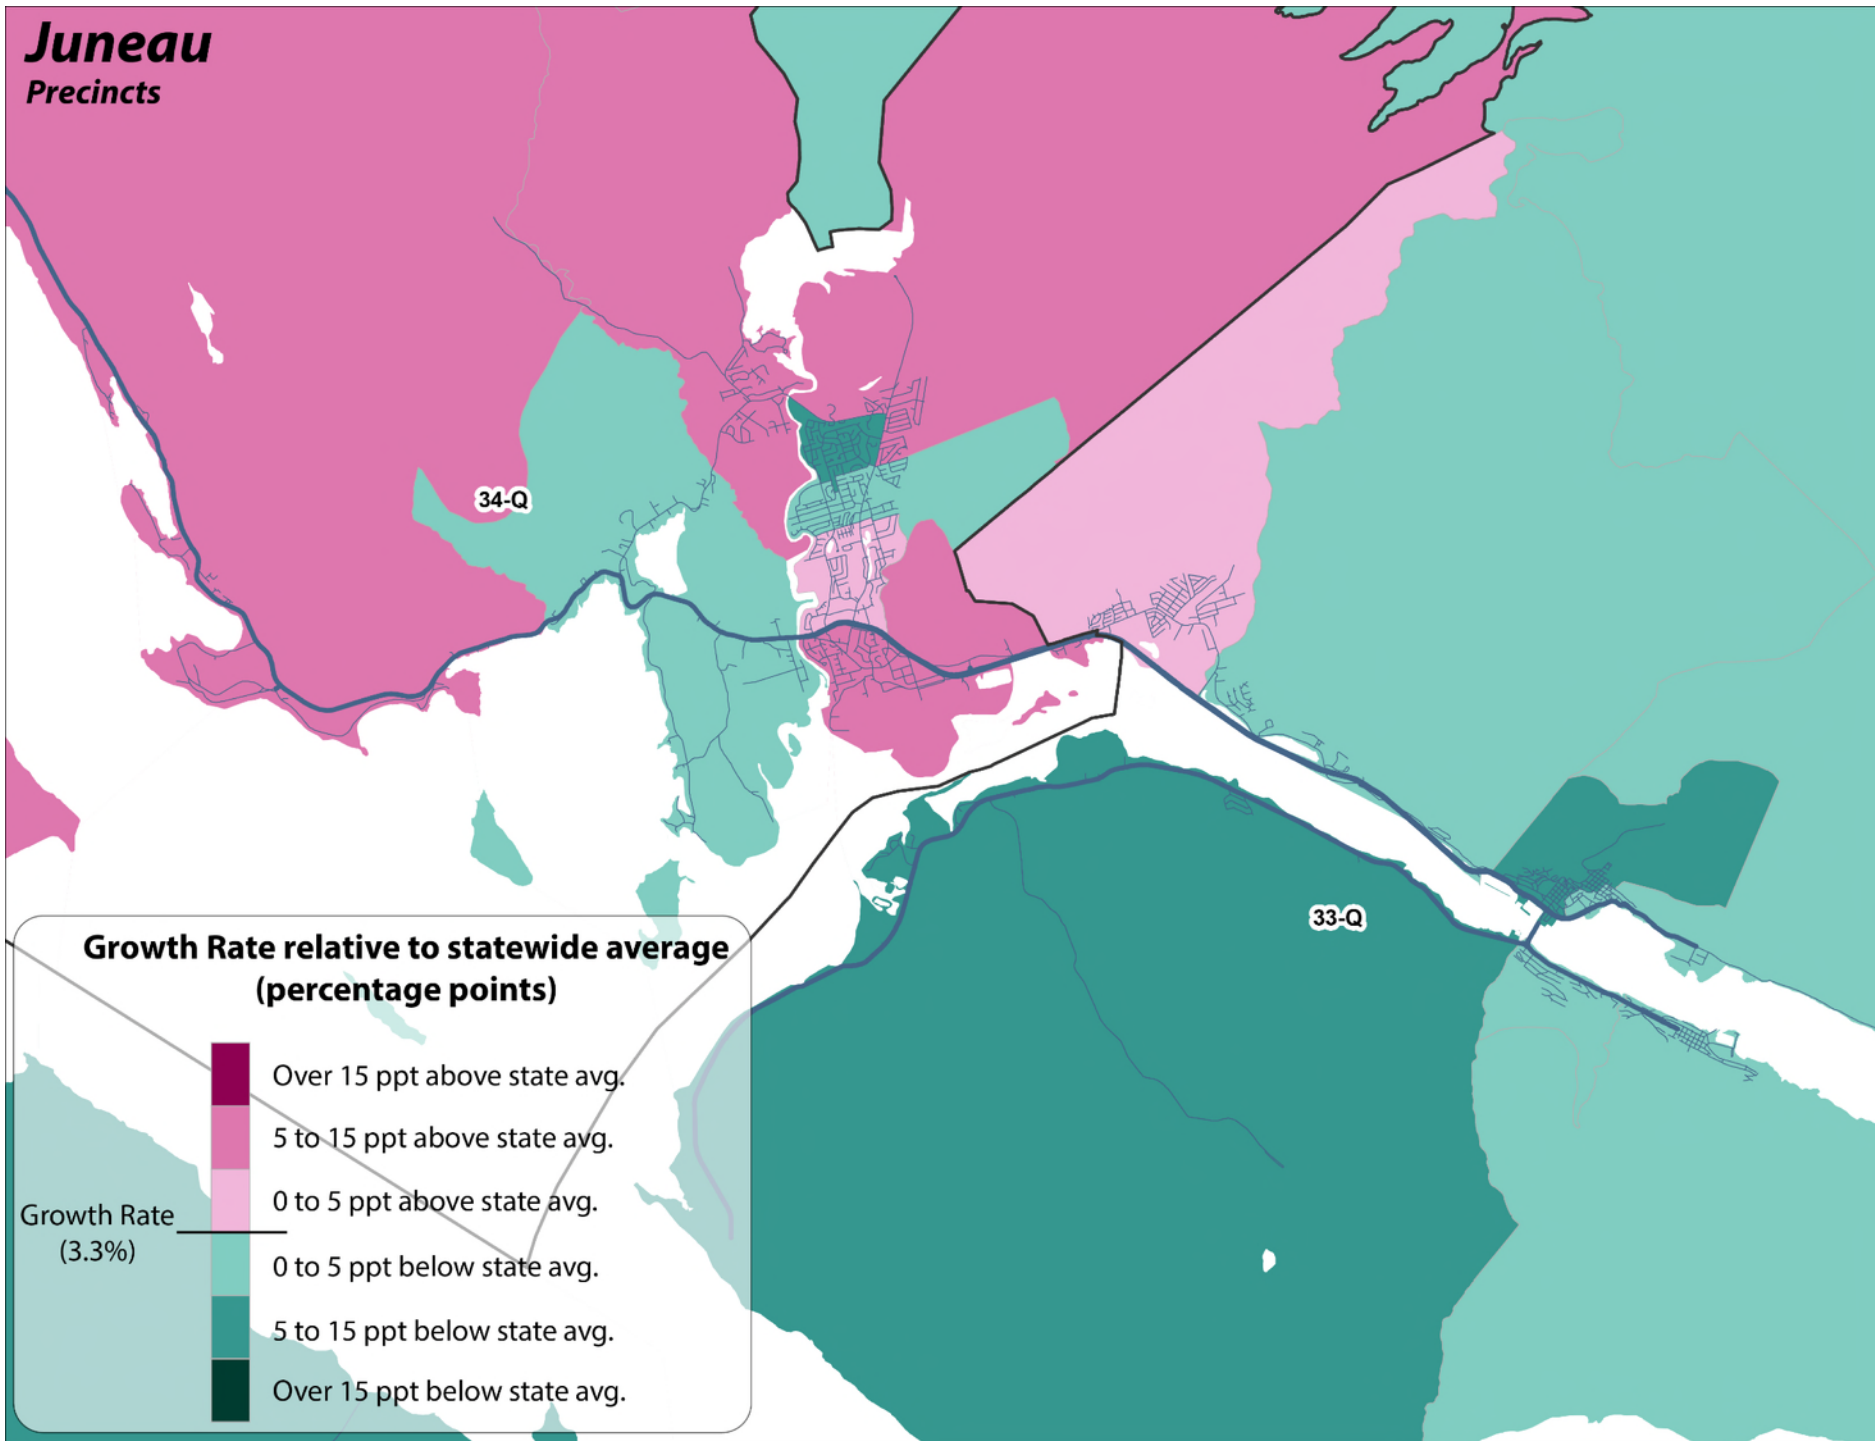 Juneau
Precincts
34-Q
33-Q
Growth Rate relative to statewide average
(percentage points)
Over 15 ppt above state avg.
5 to 15 ppt above state avg.
0 to 5 ppt above state avg.
Growth Rate
(3.3%)
0 to 5 ppt below state avg.
5 to 15 ppt below state avg.
Over 15 ppt below state avg.